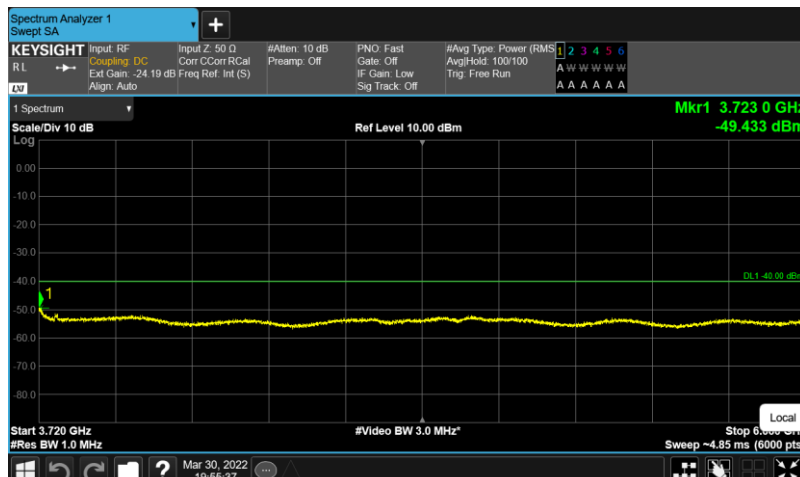 Spectrum Analyzer 1
Swept SA
KEYSIGHT
RL
LXI
Input: RF
Coupling: DC
Ext Gain: -24.19 dB
Align: Auto
Input Z: 50 Ω
Corr CCorr RCal
Freq Ref: Int (S)
#Atten: 10 dB
Preamp: Off
PNO: Fast
Gate: Off
IF Gain: Low
Sig Track: Off
#Avg Type: Power (RMS
Avg|Hold: 100/100
Trig: Free Run
1 2 3 4 5 6
A W W W W W
A A A A A A
1 Spectrum
Mkr1 3.723 0 GHz
-49.433 dBm
Scale/Div 10 dB
Ref Level 10.00 dBm
Log
0.00
-10.0
-20.0
-30.0
-40.0
DL1 -40.00 dBm
1
-50.0
-60.0
-70.0
-80.0
Local
Start 3.720 GHz
#Video BW 3.0 MHz*
Stop
#Res BW 1.0 MHz
Sweep ~4.85 ms (6000 pts
?
Mar 30, 2022
19:55:37